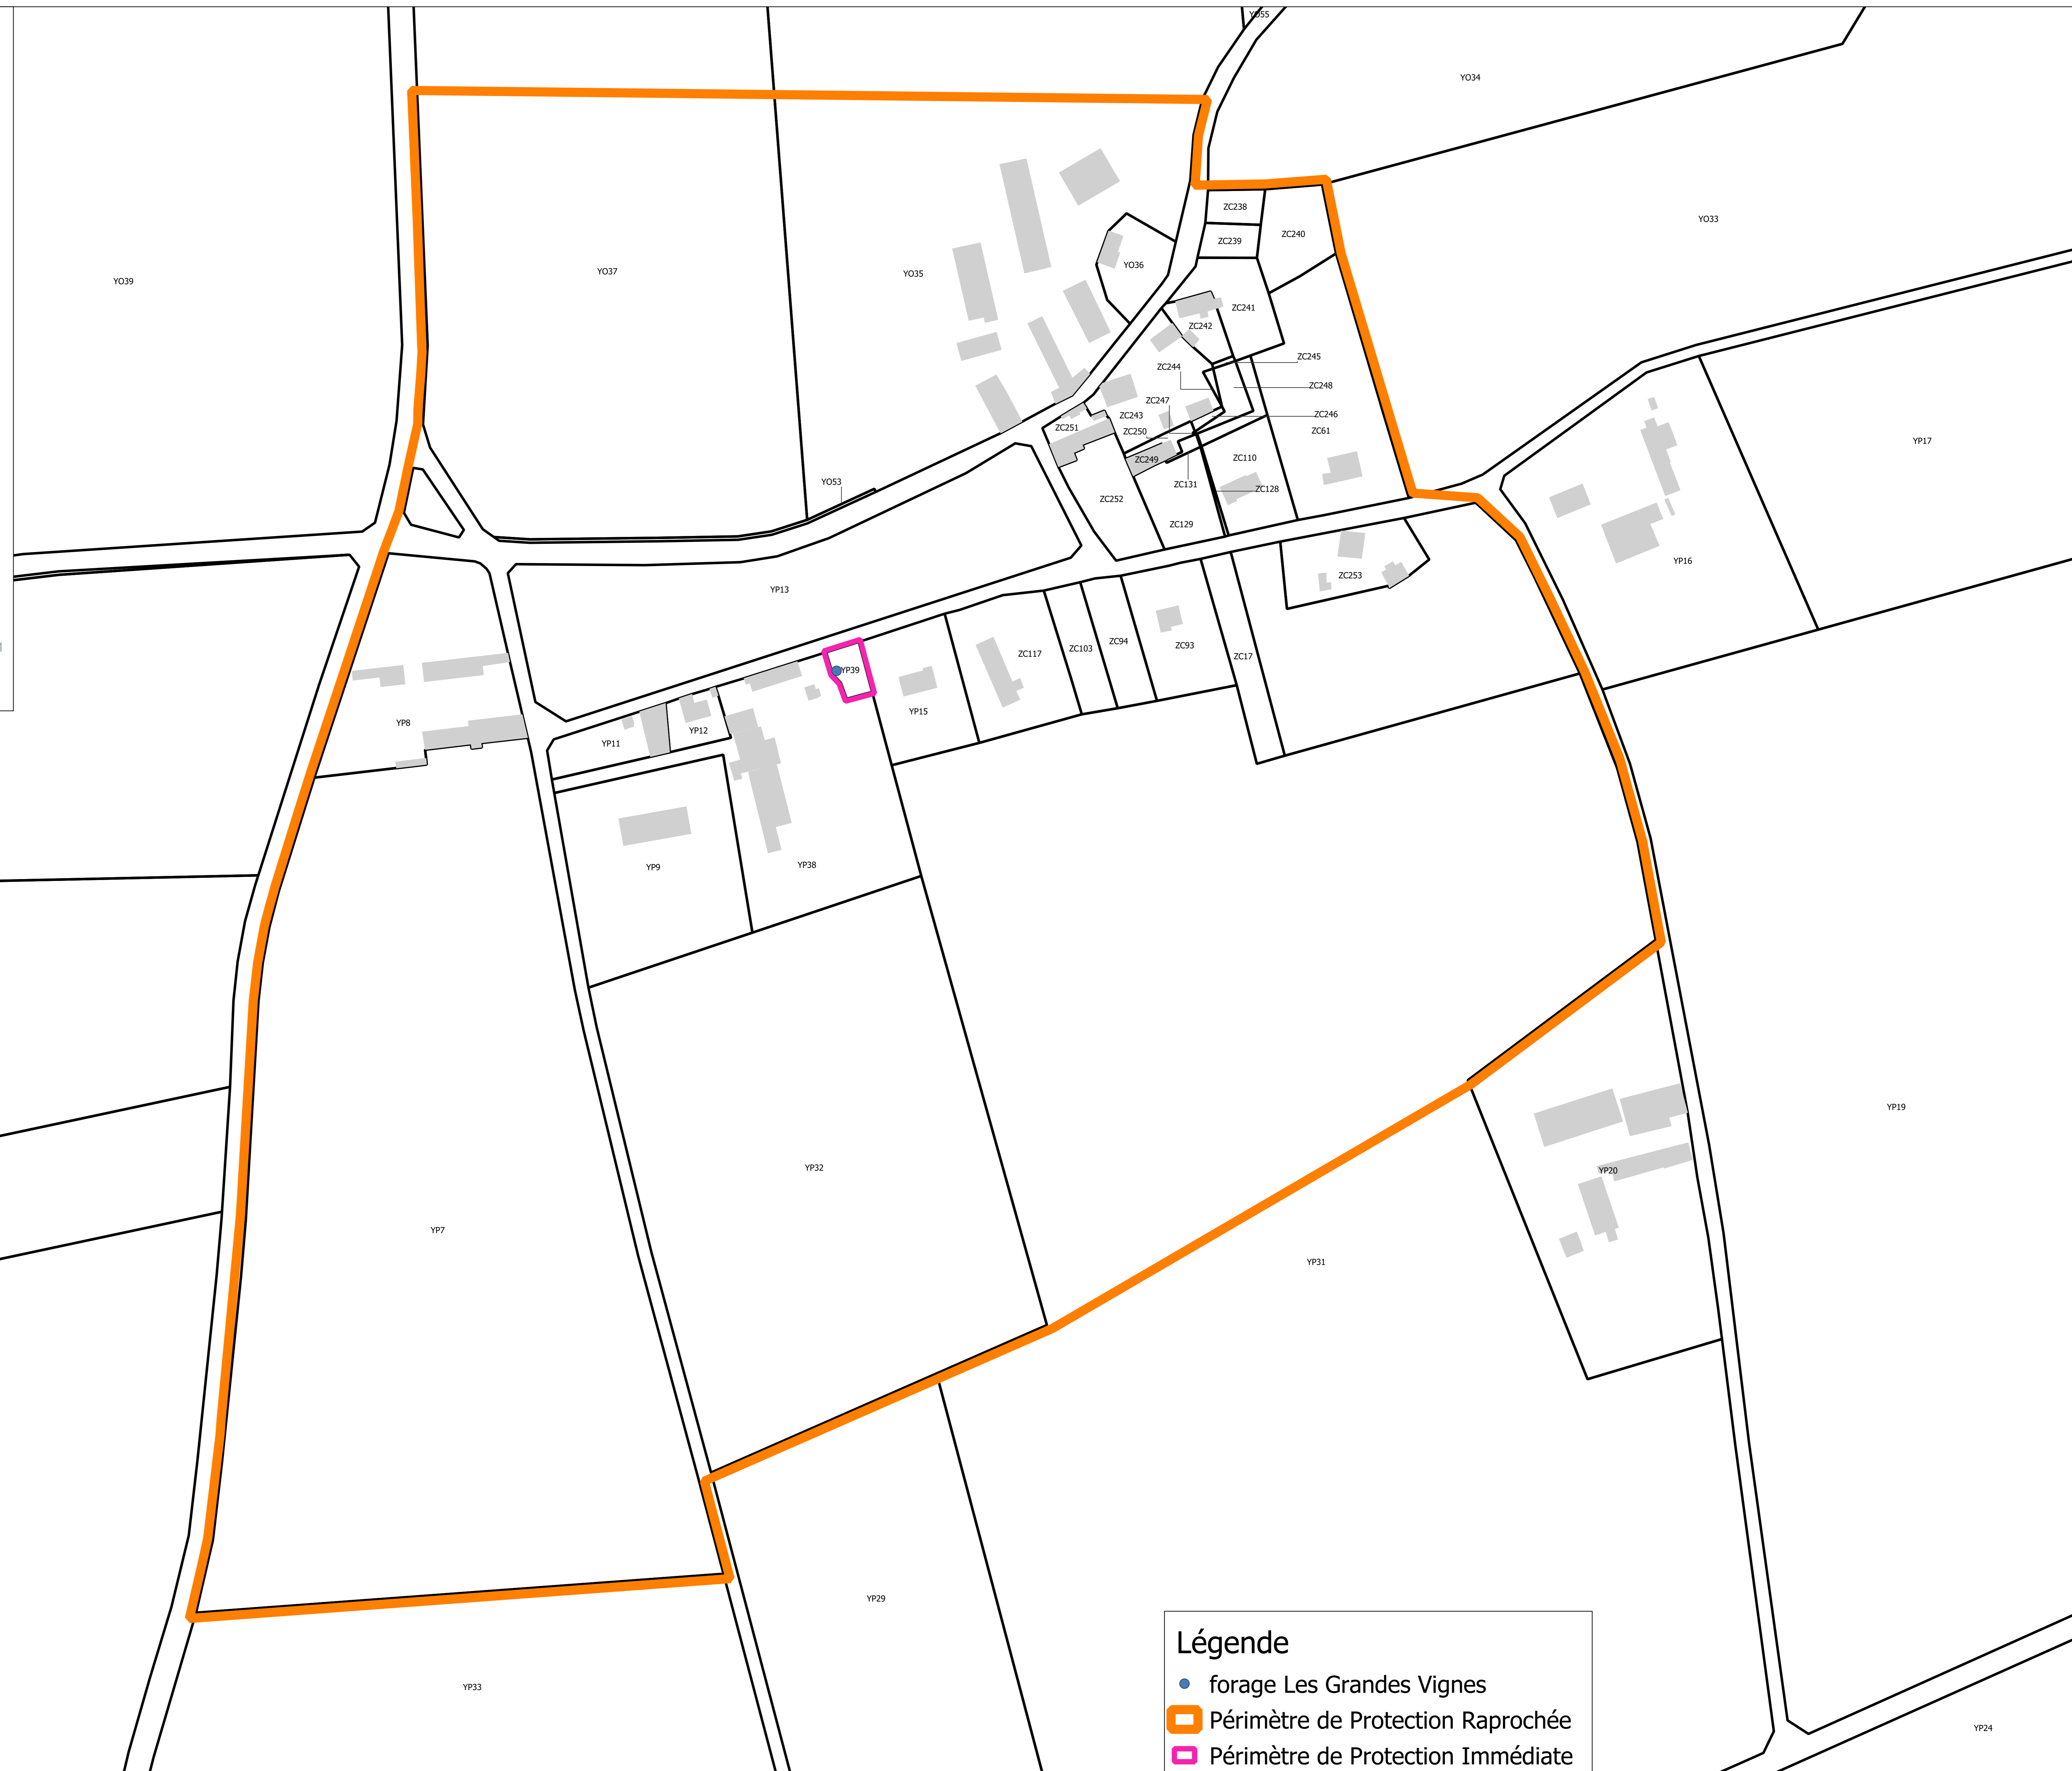 YO55
YO34
ZC238
YO33
ZC240
ZC239
YO36
YO37
YO35
YO39
ZC241
ZC242
ZC245
ZC244
ZC248
ZC247
ZC243
ZC246
ZC251
ZC250
ZC61
YP17
ZC249
ZC110
YO53
ZC131
ZC128
ZC252
ZC129
YP16
ZC253
YP13
ZC94
ZC93
ZC103
ZC117
ZC17
YP39
YP15
YP8
YP12
YP11
YP38
YP9
YP19
YP32
YP20
YP7
YP31
YP29
YP33
YP24
Légende
forage Les Grandes Vignes
Périmètre de Protection Raprochée
Périmètre de Protection Immédiate